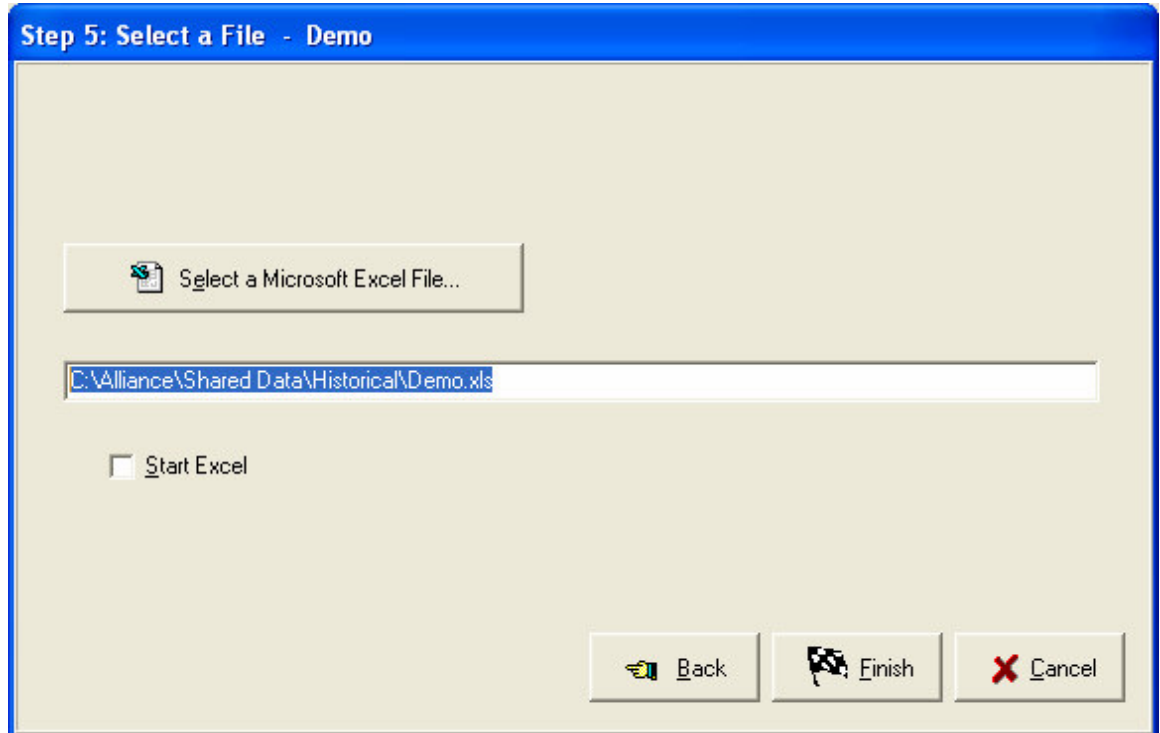 Step 5: Select a File - Demo
Select a Microsoft Excel File...
C:\Alliance\Shared Data\Historical\Demo.xls
Start Excel
Back Finish Cancel